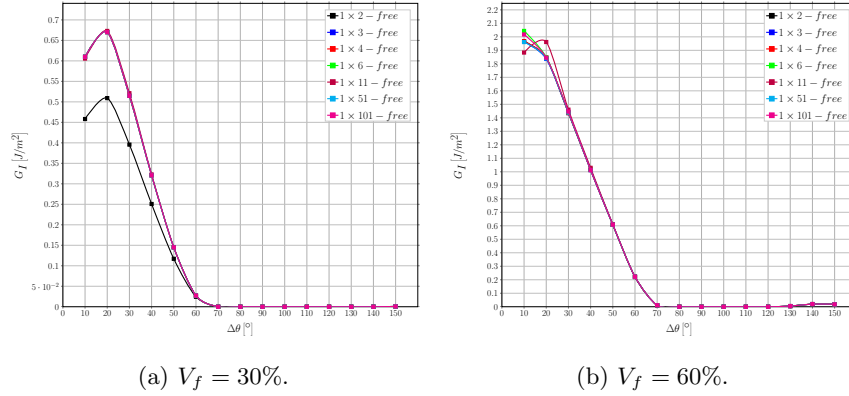 0.7
0.65
0.6
0.55
0.5
0.45
0.4
0.35
0.3
0.25
0.2
0.15
0.1
5 · 10⁻²
0
G_I [J/m²]
0 10 20 30 40 50 60 70 80 90 100 110 120 130 140 150 160
Δθ [°]
1 × 2 − free
1 × 3 − free
1 × 4 − free
1 × 6 − free
1 × 11 − free
1 × 51 − free
1 × 101 − free
(a) V_f = 30%.
2.2
2.1
2
1.9
1.8
1.7
1.6
1.5
1.4
1.3
1.2
1.1
1
0.9
0.8
0.7
0.6
0.5
0.4
0.3
0.2
0.1
0
G_I [J/m²]
0 10 20 30 40 50 60 70 80 90 100 110 120 130 140 150
Δθ [°]
1 × 2 − free
1 × 3 − free
1 × 4 − free
1 × 6 − free
1 × 11 − free
1 × 51 − free
1 × 101 − free
(b) V_f = 60%.